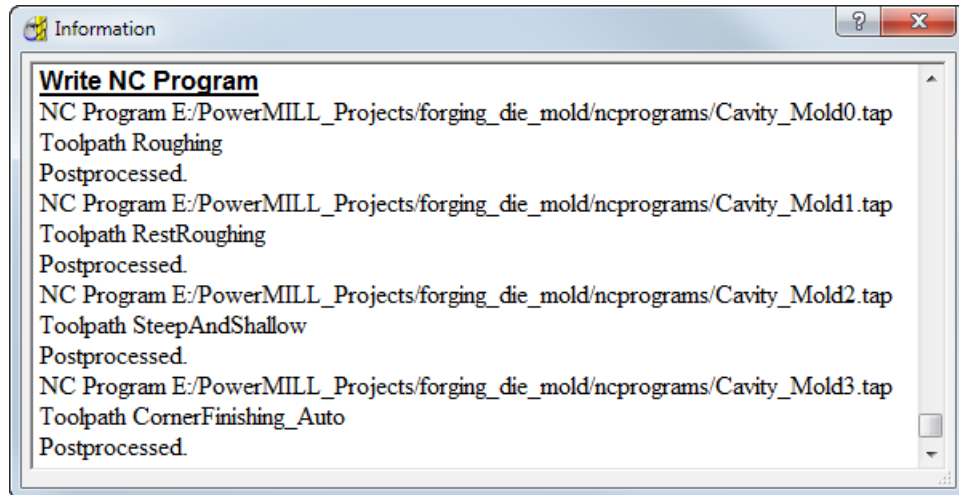 Information
Write NC Program
NC Program E:/PowerMILL_Projects/forging_die_mold/ncprograms/Cavity_Mold0.tap
Toolpath Roughing
Postprocessed.
NC Program E:/PowerMILL_Projects/forging_die_mold/ncprograms/Cavity_Mold1.tap
Toolpath RestRoughing
Postprocessed.
NC Program E:/PowerMILL_Projects/forging_die_mold/ncprograms/Cavity_Mold2.tap
Toolpath SteepAndShallow
Postprocessed.
NC Program E:/PowerMILL_Projects/forging_die_mold/ncprograms/Cavity_Mold3.tap
Toolpath CornerFinishing_Auto
Postprocessed.